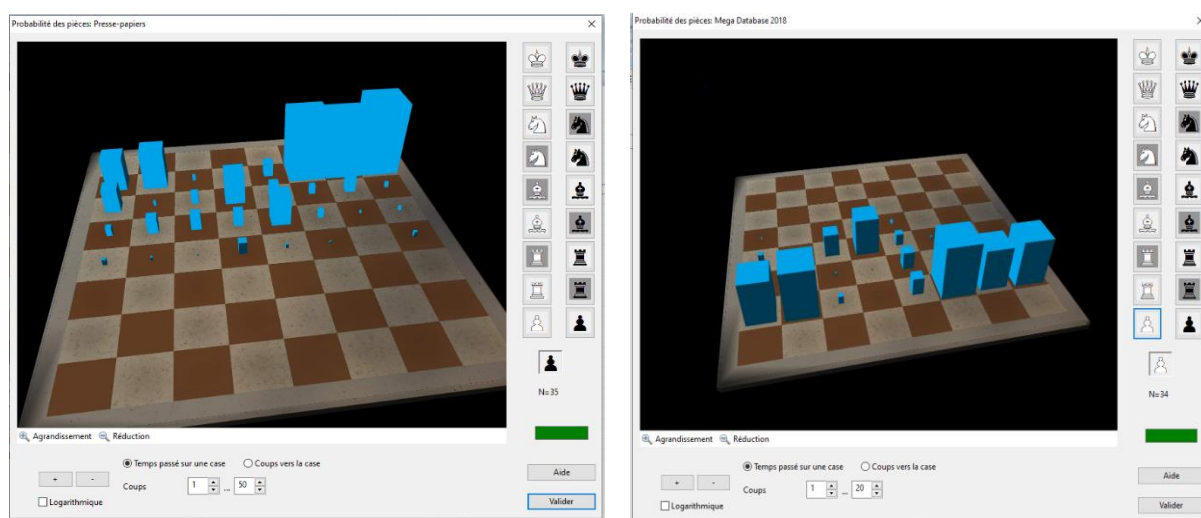 Probabilité des pièces: Presse-papiers
N=35
Agrandissement Réduction
Temps passé sur une case Coups vers la case
+ - Coups 1 ... 50
Logarithmique
Aide
Valider
Probabilité des pièces: Mega Database 2018
N=34
Agrandissement Réduction
Temps passé sur une case Coups vers la case
+ - Coups 1 ... 20
Logarithmique
Aide
Valider